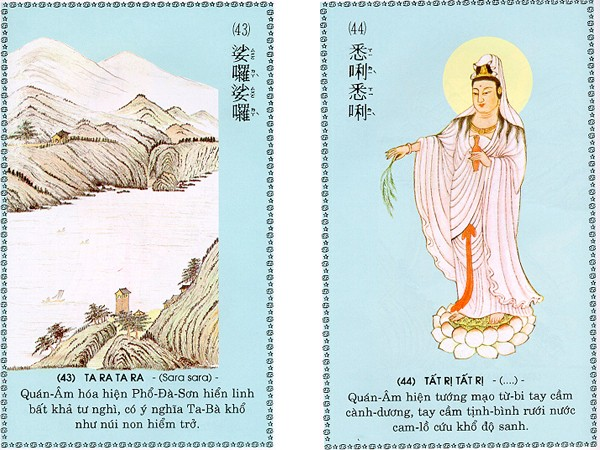 (43)
娑囉娑囉
(43) TA RA TA RA - (Sara sara) -
Quán-Âm hóa hiện Phổ-Đà-Sơn hiển linh
bất khả tư nghì, có ý nghĩa Ta-Bà khổ
như núi non hiểm trở.
(44)
悉唎悉唎
(44) TẤT RỊ TẤT RỊ - (....) -
Quán-Âm hiện tướng mạo từ-bi tay cầm
cành-dương, tay cầm tịnh-bình rưới nước
cam-lồ cứu khổ độ sanh.